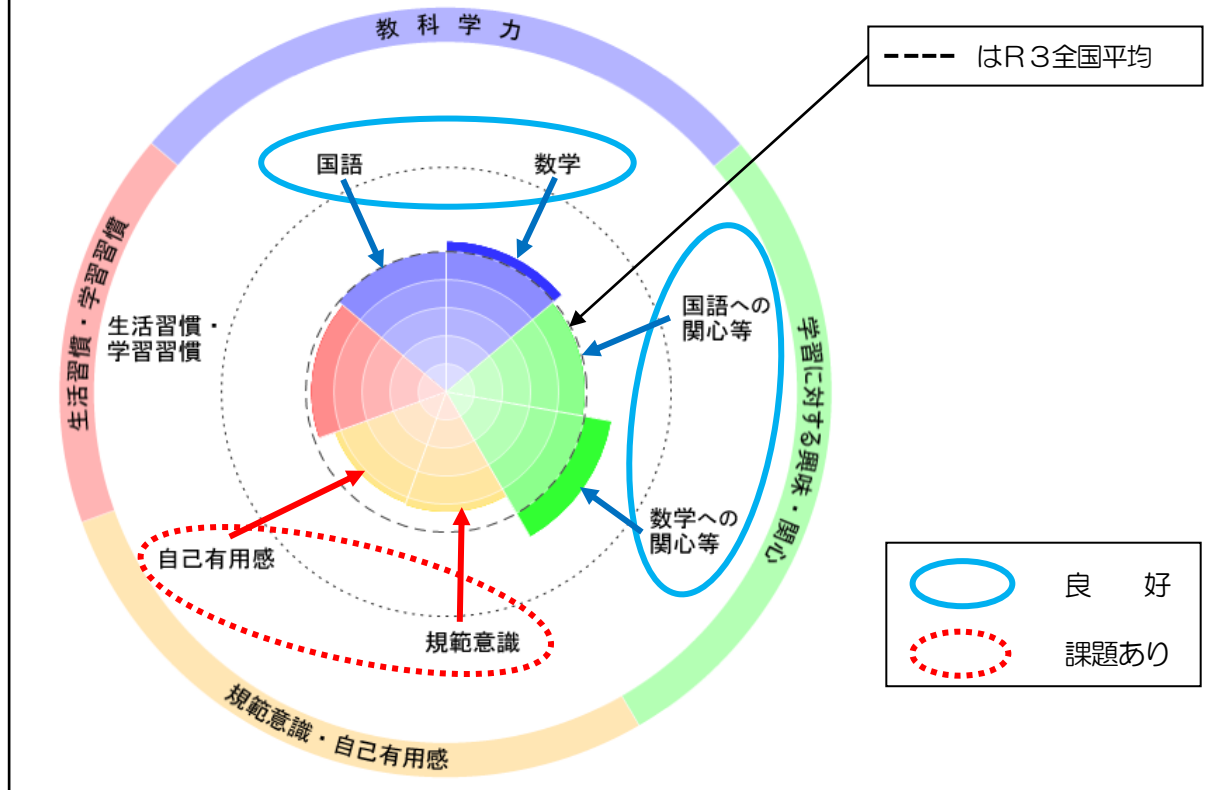 教科学力
---- はR3全国平均
国語
数学
国語への
関心等
生活習慣・
学習習慣
生活習慣・学習習慣
学習に対する興味・関心
数学への
関心等
自己有用感
規範意識
規範意識・自己有用感
良　好
課題あり